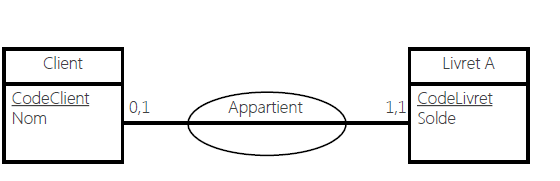 Client
CodeClient
Nom
0,1
Appartient
1,1
Livret A
CodeLivret
Solde